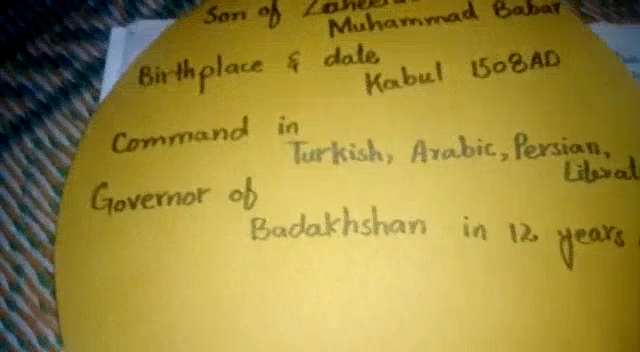 Son of Zaheer
Muhammad Babar
Birthplace & date
Kabul 1508AD
Command in
Turkish, Arabic, Persian,
Governor of
Badakhshan in 12 years